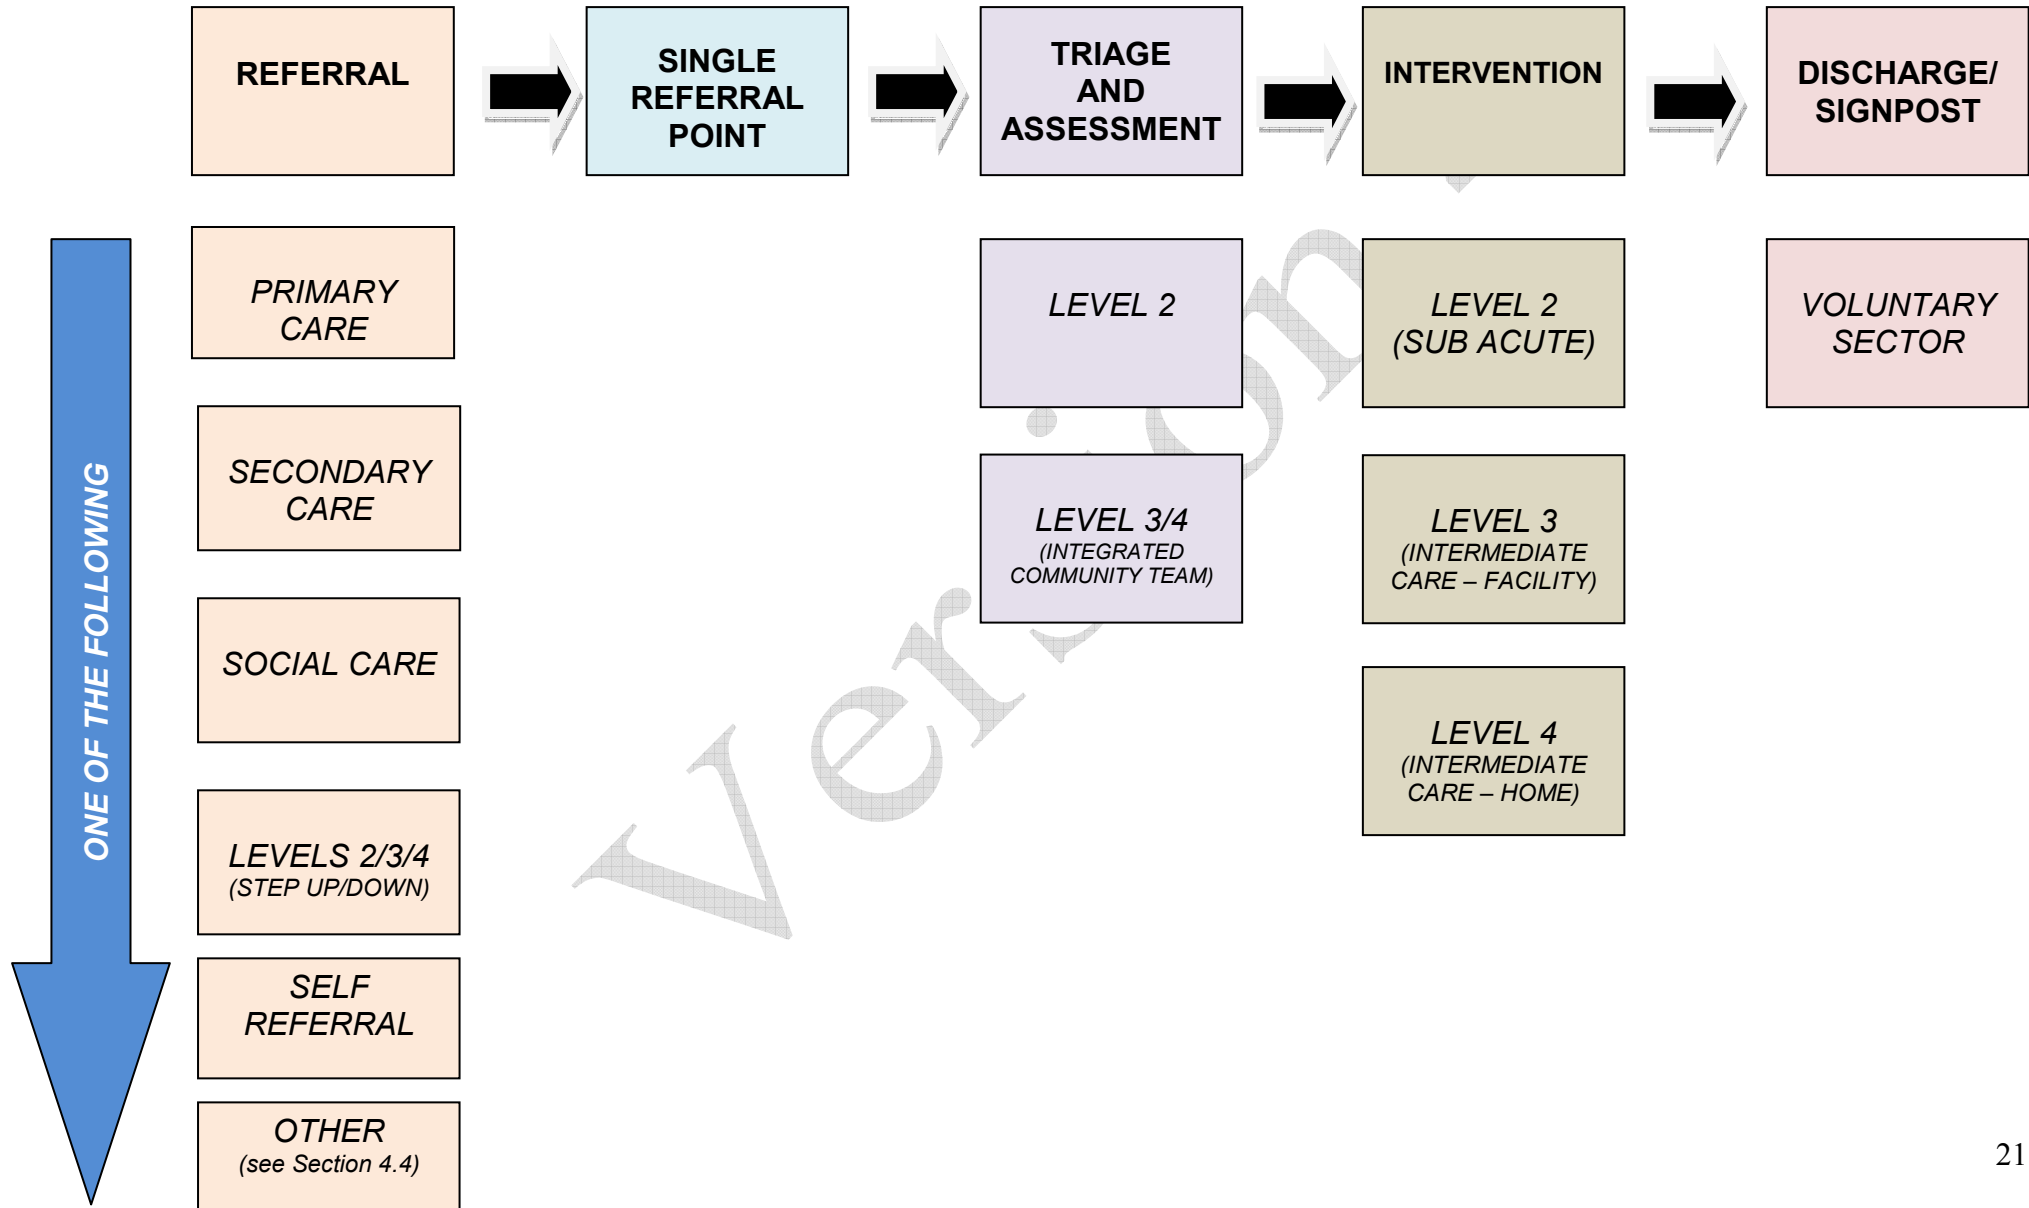 REFERRAL
SINGLE
REFERRAL
POINT
TRIAGE
AND
ASSESSMENT
INTERVENTION
DISCHARGE/
SIGNPOST
ONE OF THE FOLLOWING
PRIMARY
CARE
SECONDARY
CARE
SOCIAL CARE
LEVELS 2/3/4
(STEP UP/DOWN)
SELF
REFERRAL
OTHER
(see Section 4.4)
LEVEL 2
LEVEL 3/4
(INTEGRATED
COMMUNITY TEAM)
LEVEL 2
(SUB ACUTE)
LEVEL 3
(INTERMEDIATE
CARE – FACILITY)
LEVEL 4
(INTERMEDIATE
CARE – HOME)
VOLUNTARY
SECTOR
Version
21